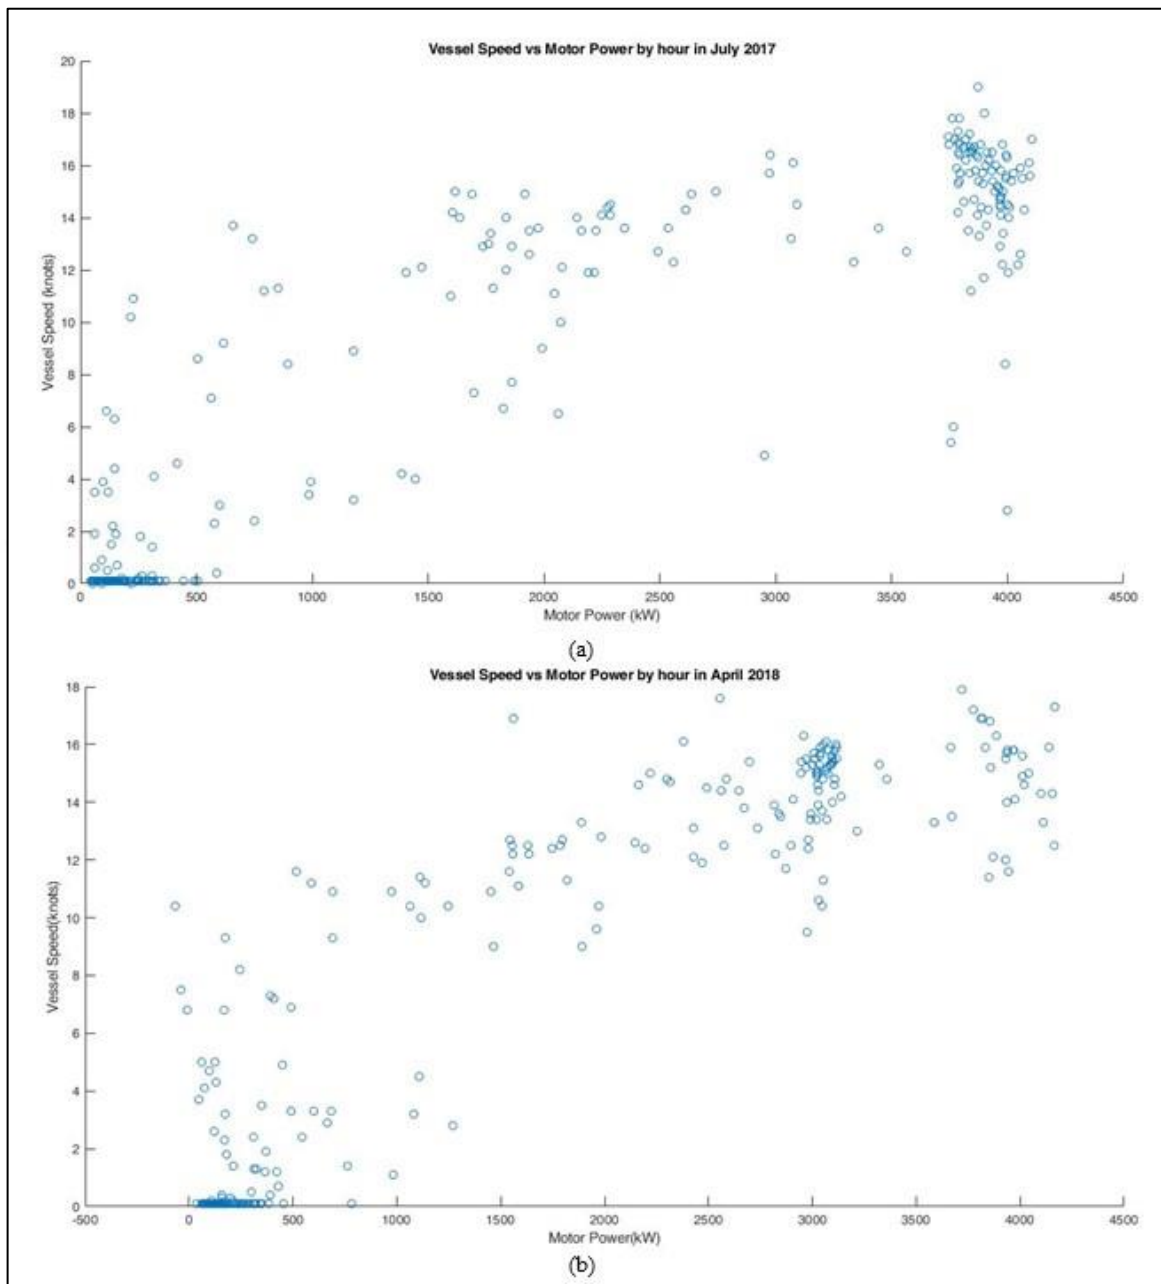 Vessel Speed vs Motor Power by hour in July 2017
20
18
16
14
12
10
8
6
4
2
0
Vessel Speed (knots)
0 500 1000 1500 2000 2500 3000 3500 4000 4500
Motor Power (kW)
(a)
Vessel Speed vs Motor Power by hour in April 2018
18
16
14
12
10
8
6
4
2
0
Vessel Speed(knots)
-500 0 500 1000 1500 2000 2500 3000 3500 4000 4500
Motor Power(kW)
(b)